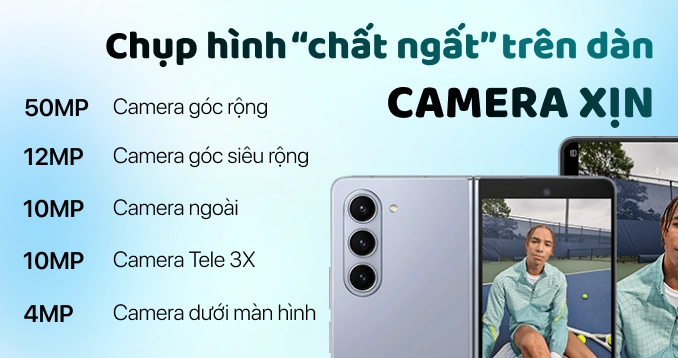 Chụp hình “chất ngất” trên dàn
CAMERA XỊN
50MP Camera góc rộng
12MP Camera góc siêu rộng
10MP Camera ngoài
10MP Camera Tele 3X
4MP Camera dưới màn hình